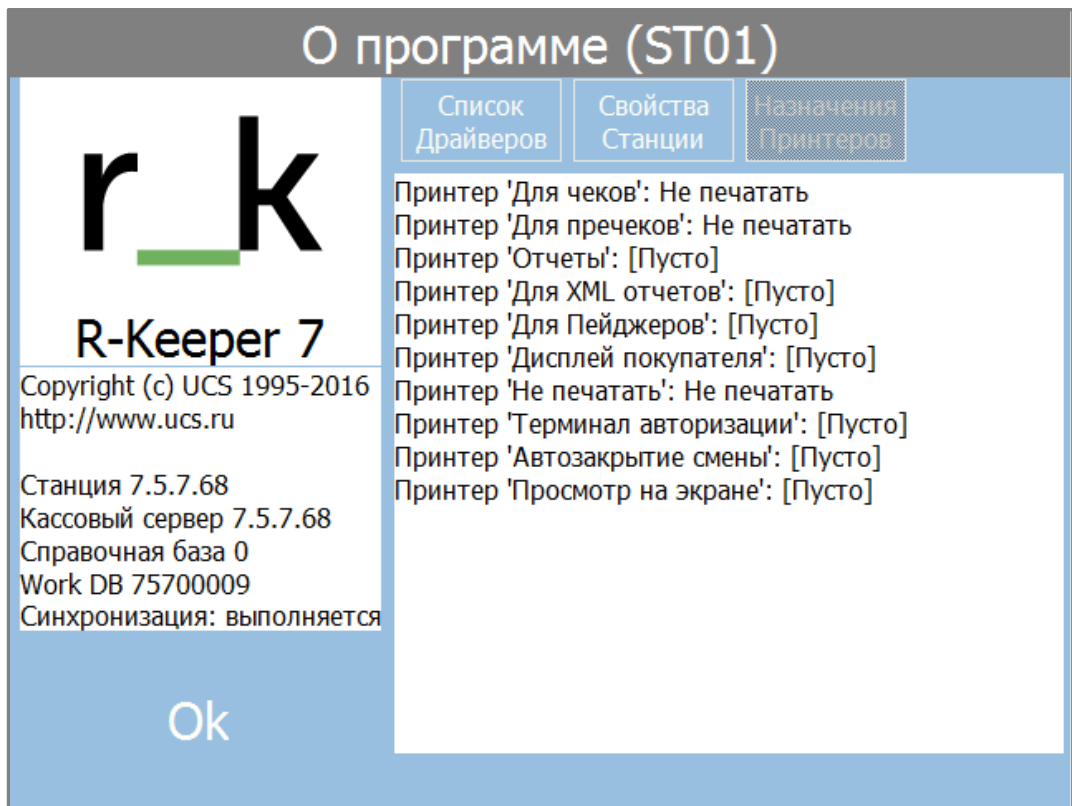 О программе (ST01)
r_k
R-Keeper 7
Copyright (c) UCS 1995-2016
http://www.ucs.ru
Станция 7.5.7.68
Кассовый сервер 7.5.7.68
Справочная база 0
Work DB 75700009
Синхронизация: выполняется
Ok
Список
Драйверов
Свойства
Станции
Назначения
Принтеров
Принтер 'Для чеков': Не печатать
Принтер 'Для пречеков': Не печатать
Принтер 'Отчеты': [Пусто]
Принтер 'Для XML отчетов': [Пусто]
Принтер 'Для Пейджеров': [Пусто]
Принтер 'Дисплей покупателя': [Пусто]
Принтер 'Не печатать': Не печатать
Принтер 'Терминал авторизации': [Пусто]
Принтер 'Автозакрытие смены': [Пусто]
Принтер 'Просмотр на экране': [Пусто]